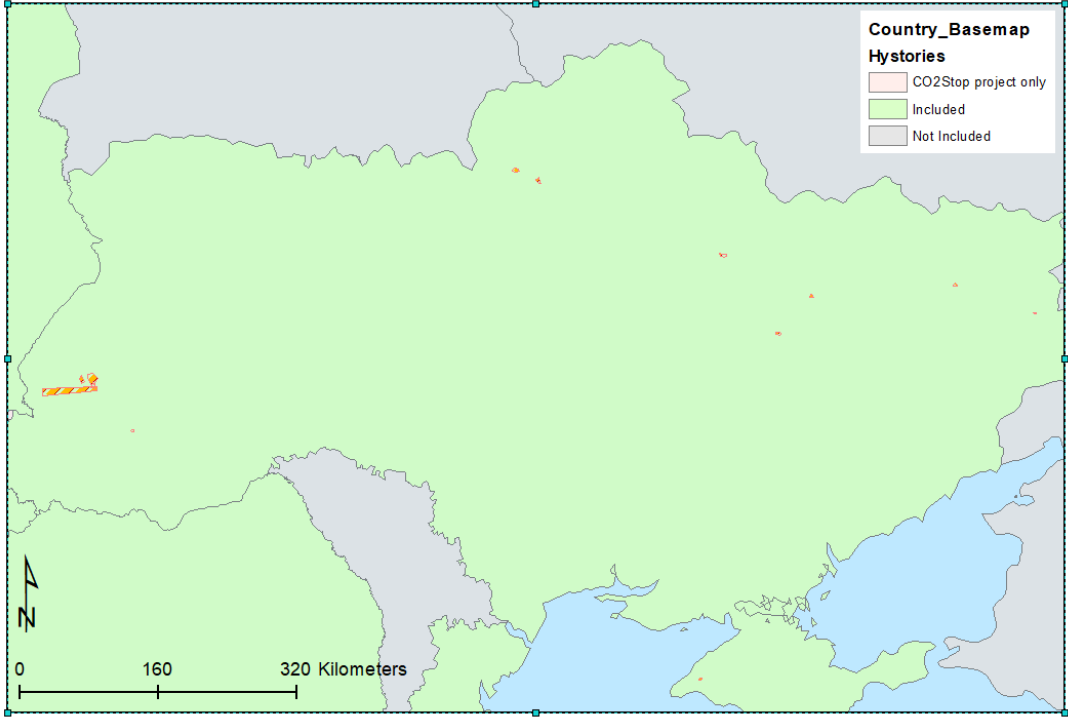 Country_Basemap
Hystories
CO2Stop project only
Included
Not Included
N
0 160 320 Kilometers